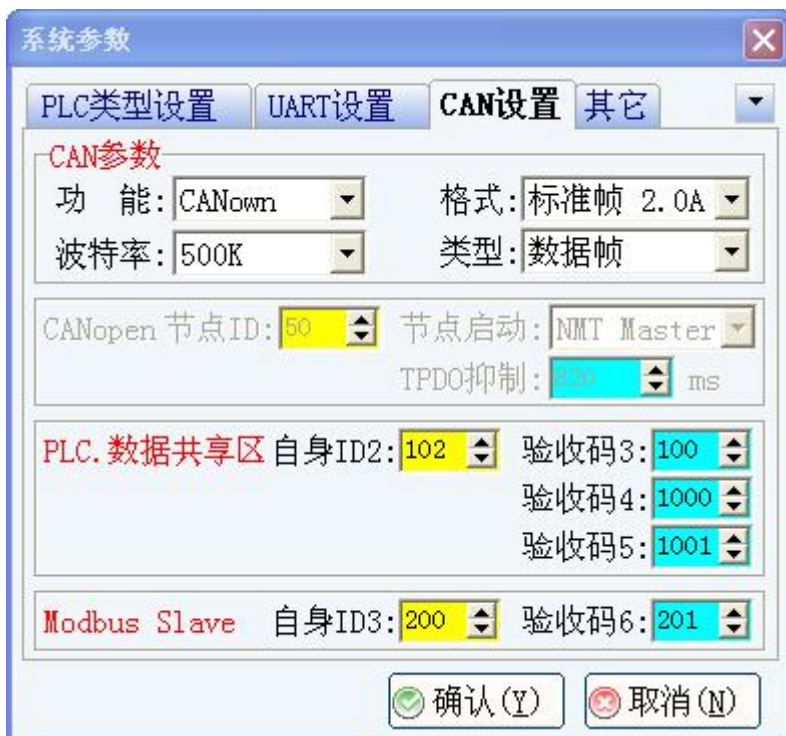 系统参数
PLC类型设置 UART设置 CAN设置 其它
CAN参数
功 能: CANown 格式: 标准帧 2.0A
波特率: 500K 类型: 数据帧
CANopen 节点ID: 50 节点启动: NMT Master
TPDO抑制: 820 ms
PLC.数据共享区 自身ID2: 102 验收码3: 100
验收码4: 1000
验收码5: 1001
Modbus Slave 自身ID3: 200 验收码6: 201
确认(Y) 取消(N)